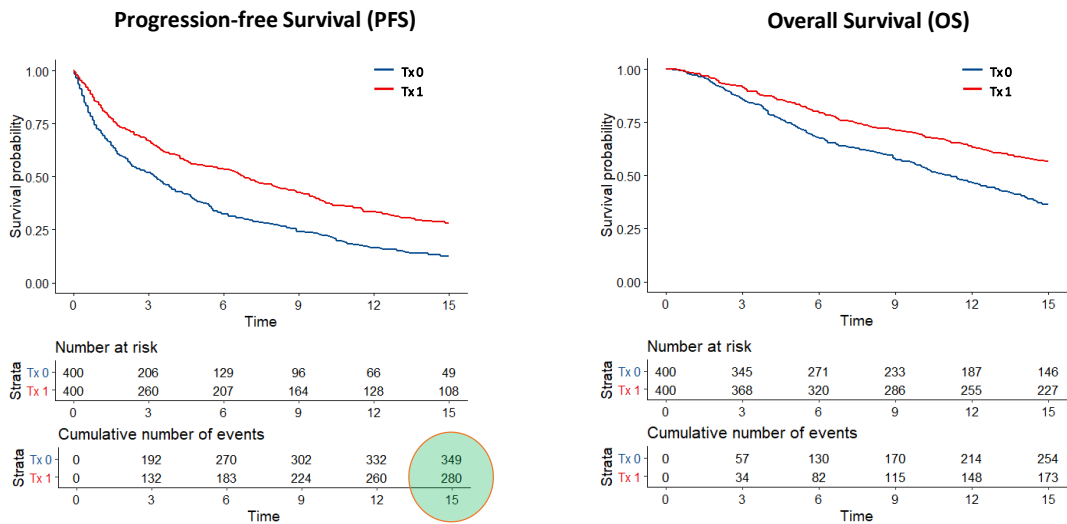 Progression-free Survival (PFS)
Survival probability
1.00
0.75
0.50
0.25
0.00
Tx0
Tx1
0 3 6 9 12 15
Time
Number at risk
Strata
Tx 0 400 206 129 96 66 49
Tx 1 400 260 207 164 128 108
0 3 6 9 12 15
Time
Cumulative number of events
Strata
Tx 0 0 192 270 302 332 349
Tx 1 0 132 183 224 260 280
0 3 6 9 12 15
Time
Overall Survival (OS)
Survival probability
1.00
0.75
0.50
0.25
0.00
Tx0
Tx1
0 3 6 9 12 15
Time
Number at risk
Strata
Tx 0 400 345 271 233 187 146
Tx 1 400 368 320 286 255 227
0 3 6 9 12 15
Time
Cumulative number of events
Strata
Tx 0 0 57 130 170 214 254
Tx 1 0 34 82 115 148 173
0 3 6 9 12 15
Time